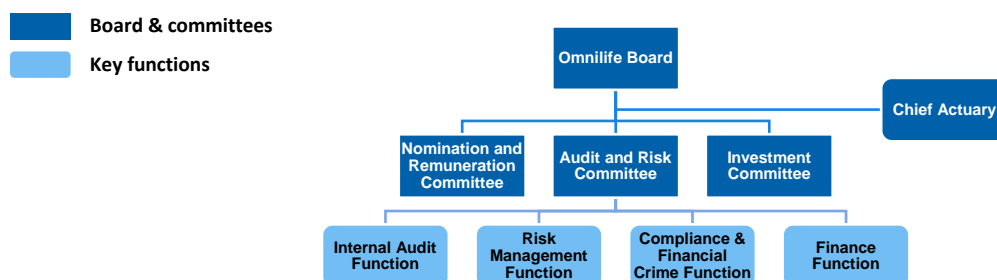 Board & committees
Key functions
Omnilife Board
Chief Actuary
Nomination and
Remuneration
Committee
Audit and Risk
Committee
Investment
Committee
Internal Audit
Function
Risk
Management
Function
Compliance &
Financial
Crime Function
Finance
Function